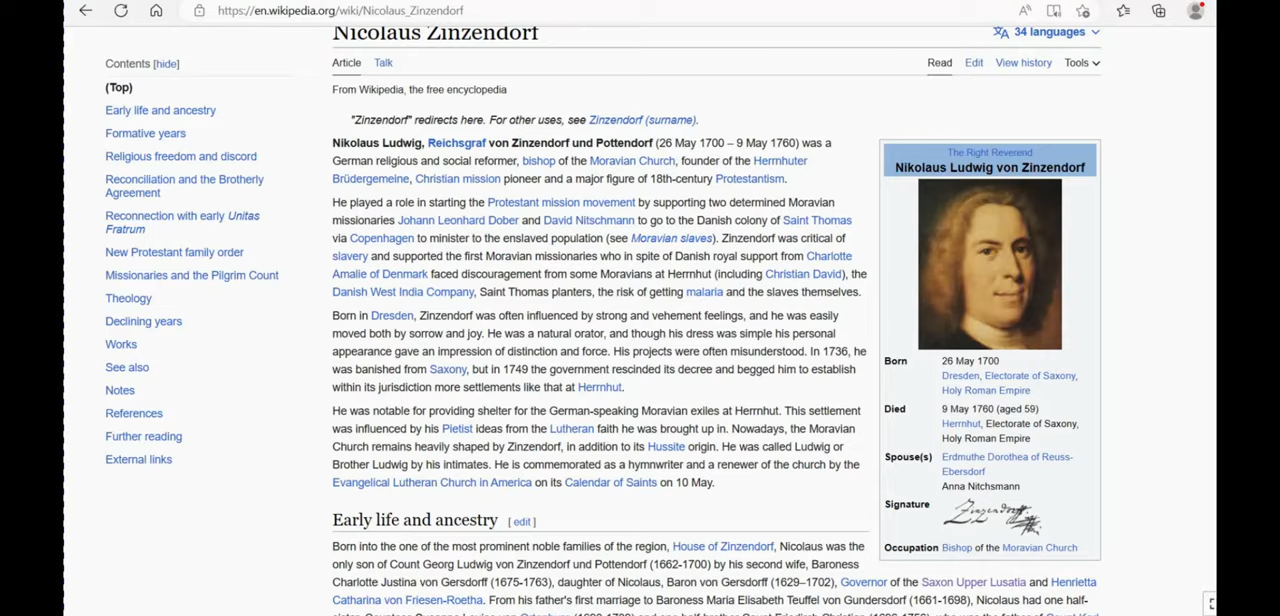 https://en.wikipedia.org/wiki/Nicolaus_Zinzendorf
Nicolaus Zinzendorf
34 languages
Contents [hide]
(Top)
Early life and ancestry
Formative years
Religious freedom and discord
Reconciliation and the Brotherly
Agreement
Reconnection with early Unitas
Fratrum
New Protestant family order
Missionaries and the Pilgrim Count
Theology
Declining years
Works
See also
Notes
References
Further reading
External links
Article Talk
Read Edit View history Tools
From Wikipedia, the free encyclopedia
"Zinzendorf" redirects here. For other uses, see Zinzendorf (surname).
Nikolaus Ludwig, Reichsgraf von Zinzendorf und Pottendorf (26 May 1700 – 9 May 1760) was a
German religious and social reformer, bishop of the Moravian Church, founder of the Herrnhuter
Brüdergemeine, Christian mission pioneer and a major figure of 18th-century Protestantism.
He played a role in starting the Protestant mission movement by supporting two determined Moravian
missionaries Johann Leonhard Dober and David Nitschmann to go to the Danish colony of Saint Thomas
via Copenhagen to minister to the enslaved population (see Moravian slaves). Zinzendorf was critical of
slavery and supported the first Moravian missionaries who in spite of Danish royal support from Charlotte
Amalie of Denmark faced discouragement from some Moravians at Herrnhut (including Christian David), the
Danish West India Company, Saint Thomas planters, the risk of getting malaria and the slaves themselves.
Born in Dresden, Zinzendorf was often influenced by strong and vehement feelings, and he was easily
moved both by sorrow and joy. He was a natural orator, and though his dress was simple his personal
appearance gave an impression of distinction and force. His projects were often misunderstood. In 1736, he
was banished from Saxony, but in 1749 the government rescinded its decree and begged him to establish
within its jurisdiction more settlements like that at Herrnhut.
He was notable for providing shelter for the German-speaking Moravian exiles at Herrnhut. This settlement
was influenced by his Pietist ideas from the Lutheran faith he was brought up in. Nowadays, the Moravian
Church remains heavily shaped by Zinzendorf, in addition to its Hussite origin. He was called Ludwig or
Brother Ludwig by his intimates. He is commemorated as a hymnwriter and a renewer of the church by the
Evangelical Lutheran Church in America on its Calendar of Saints on 10 May.
The Right Reverend
Nikolaus Ludwig von Zinzendorf
Born 26 May 1700
Dresden, Electorate of Saxony,
Holy Roman Empire
Died 9 May 1760 (aged 59)
Herrnhut, Electorate of Saxony,
Holy Roman Empire
Spouse(s) Erdmuthe Dorothea of Reuss-
Ebersdorf
Anna Nitchsmann
Signature Zinzendorff
Occupation Bishop of the Moravian Church
Early life and ancestry [ edit ]
Born into the one of the most prominent noble families of the region, House of Zinzendorf, Nicolaus was the
only son of Count Georg Ludwig von Zinzendorf und Pottendorf (1662-1700) by his second wife, Baroness
Charlotte Justina von Gersdorff (1675-1763), daughter of Nicolaus, Baron von Gersdorff (1629–1702), Governor of the Saxon Upper Lusatia and Henrietta
Catharina von Friesen-Roetha. From his father's first marriage to Baroness Maria Elisabeth Teuffel von Gundersdorf (1661-1698), Nicolaus had one half-